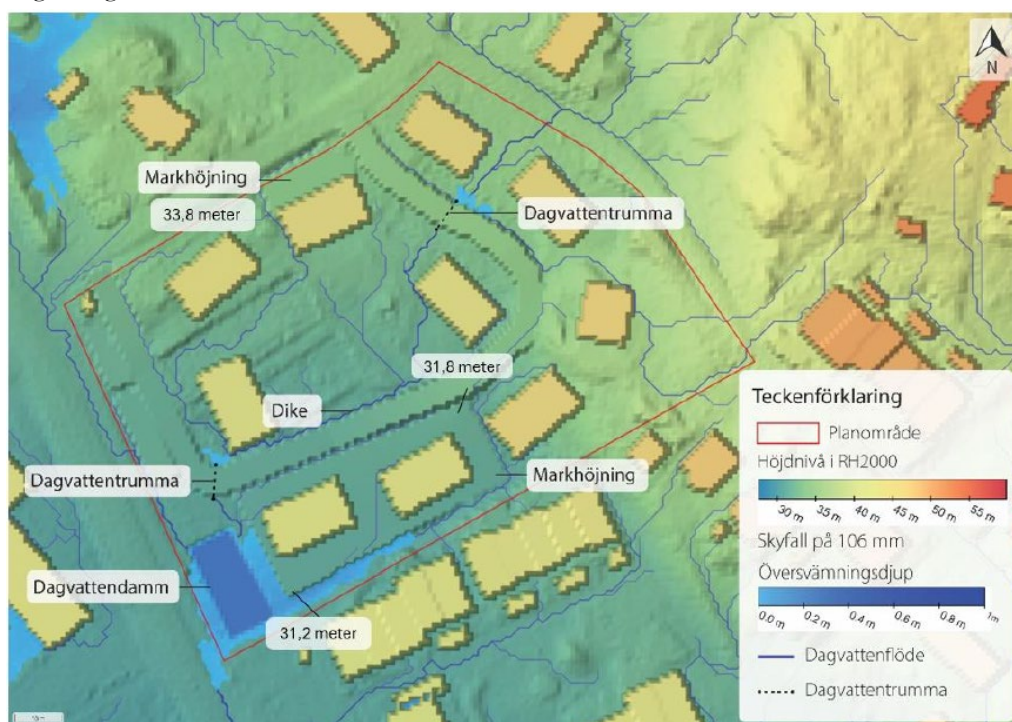 N
Markhöjning
33,8 meter
Dagvattentrumma
31,8 meter
Dike
Dagvattentrumma
Markhöjning
Dagvattendamm
31,2 meter
Teckenförklaring
Planområde
Höjdnivå i RH2000
30 m 35 m 40 m 45 m 50 m 55 m
Skyfall på 106 mm
Översvämningsdjup
0.0 m 0.2 m 0.4 m 0.6 m 0.8 m 1m
Dagvattenflöde
Dagvattentrumma